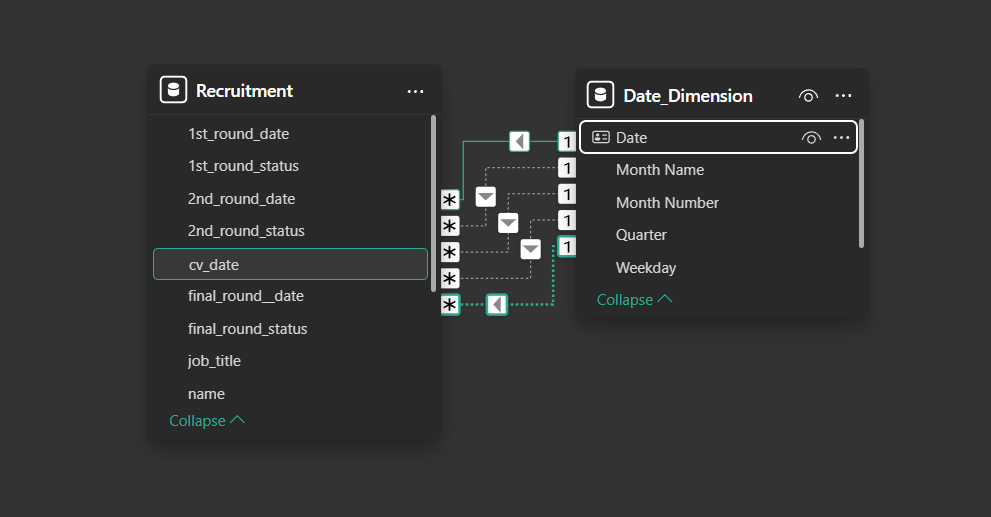 Recruitment
1st_round_date
1st_round_status
2nd_round_date
2nd_round_status
cv_date
final_round__date
final_round_status
job_title
name
Collapse
* 
*
*
*
*
1
1
1
1
1
Date_Dimension
Date
Month Name
Month Number
Quarter
Weekday
Collapse